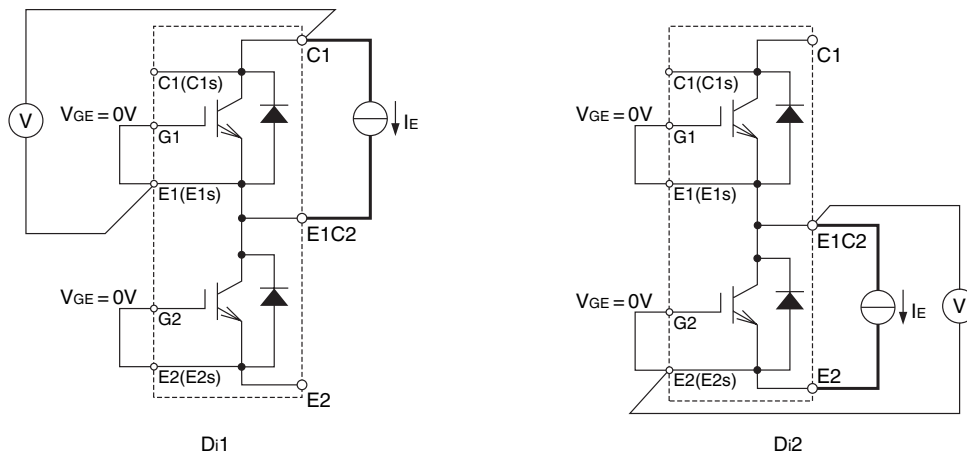 C1
C1(C1s)
VGE=0V
G1
V
IE
E1(E1s)
E1C2
VGE=0V
G2
E2(E2s)
E2
Di1
C1
C1(C1s)
VGE=0V
G1
E1(E1s)
E1C2
VGE=0V
G2
IE
V
E2(E2s)
E2
Di2